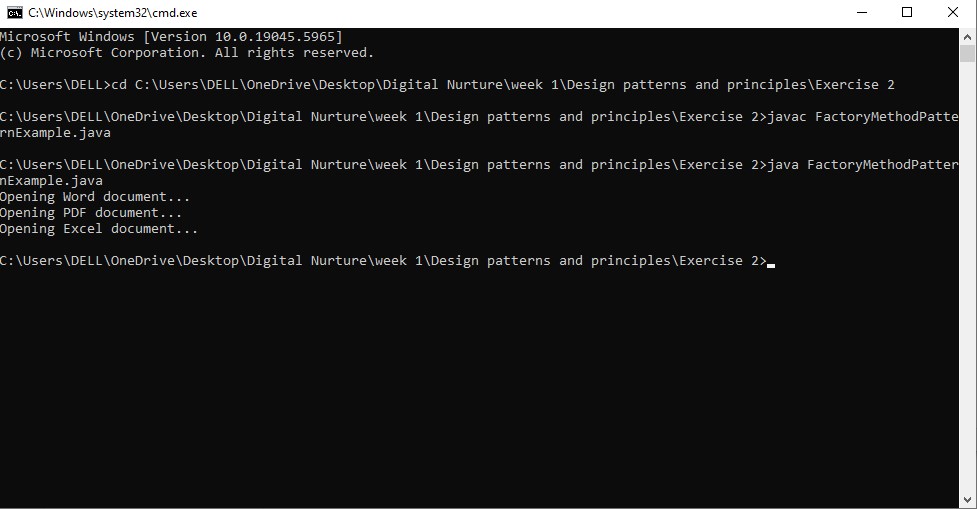 C:\Windows\system32\cmd.exe
Microsoft Windows [Version 10.0.19045.5965]
(c) Microsoft Corporation. All rights reserved.
C:\Users\DELL>cd C:\Users\DELL\OneDrive\Desktop\Digital Nurture\week 1\Design patterns and principles\Exercise 2
C:\Users\DELL\OneDrive\Desktop\Digital Nurture\week 1\Design patterns and principles\Exercise 2>javac FactoryMethodPatte
rnExample.java
C:\Users\DELL\OneDrive\Desktop\Digital Nurture\week 1\Design patterns and principles\Exercise 2>java FactoryMethodPatter
nExample.java
Opening Word document...
Opening PDF document...
Opening Excel document...
C:\Users\DELL\OneDrive\Desktop\Digital Nurture\week 1\Design patterns and principles\Exercise 2>